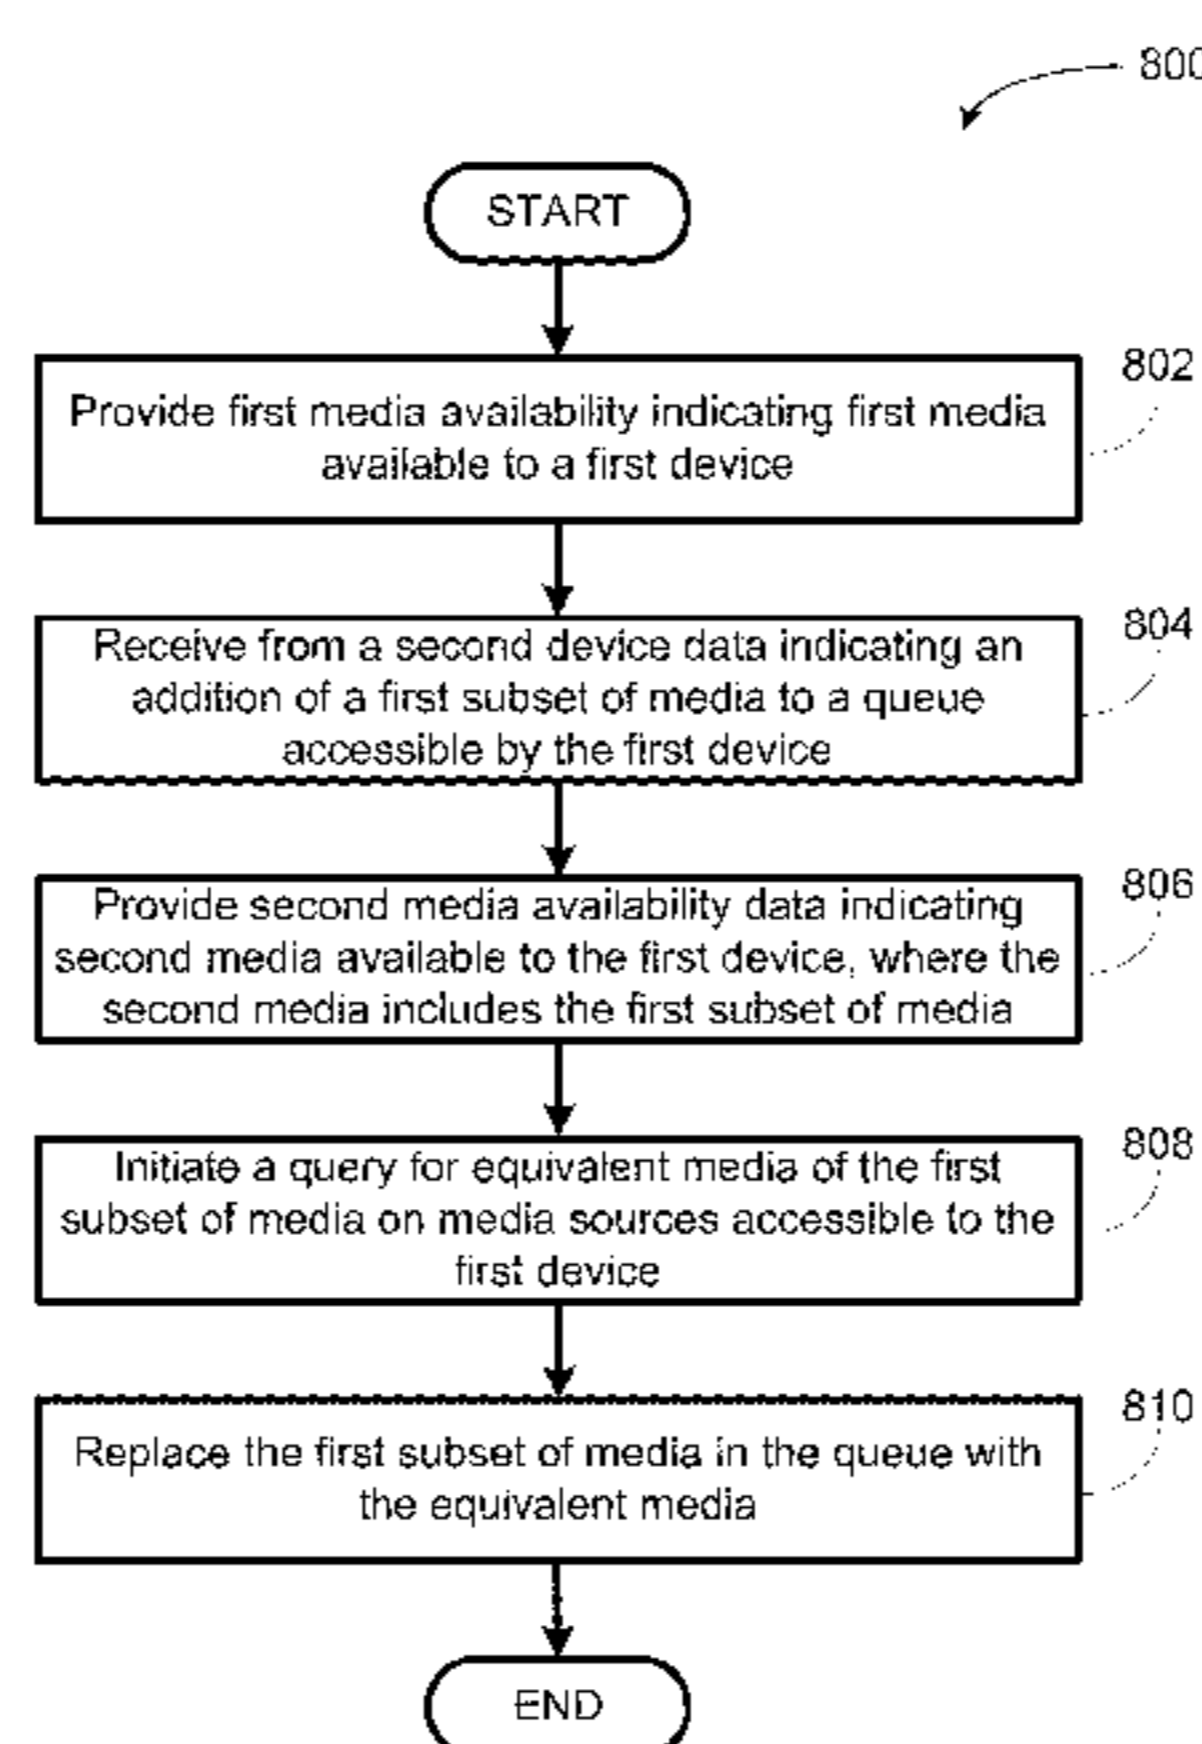 800
START
802
Provide first media availability indicating first media
available to a first device
804
Receive from a second device data indicating an
addition of a first subset of media to a queue
accessible by the first device
806
Provide second media availability data indicating
second media available to the first device, where the
second media includes the first subset of media
808
Initiate a query for equivalent media of the first
subset of media on media sources accessible to the
first device
810
Replace the first subset of media in the queue with
the equivalent media
END